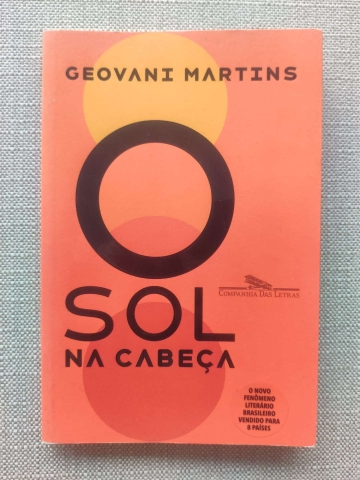 GEOVANI MARTINS
O
SOL
NA CABEÇA
COMPANHIA DAS LETRAS
O NOVO
FENÔMENO
LITERÁRIO
BRASILEIRO
VENDIDO PARA
8 PAÍSES